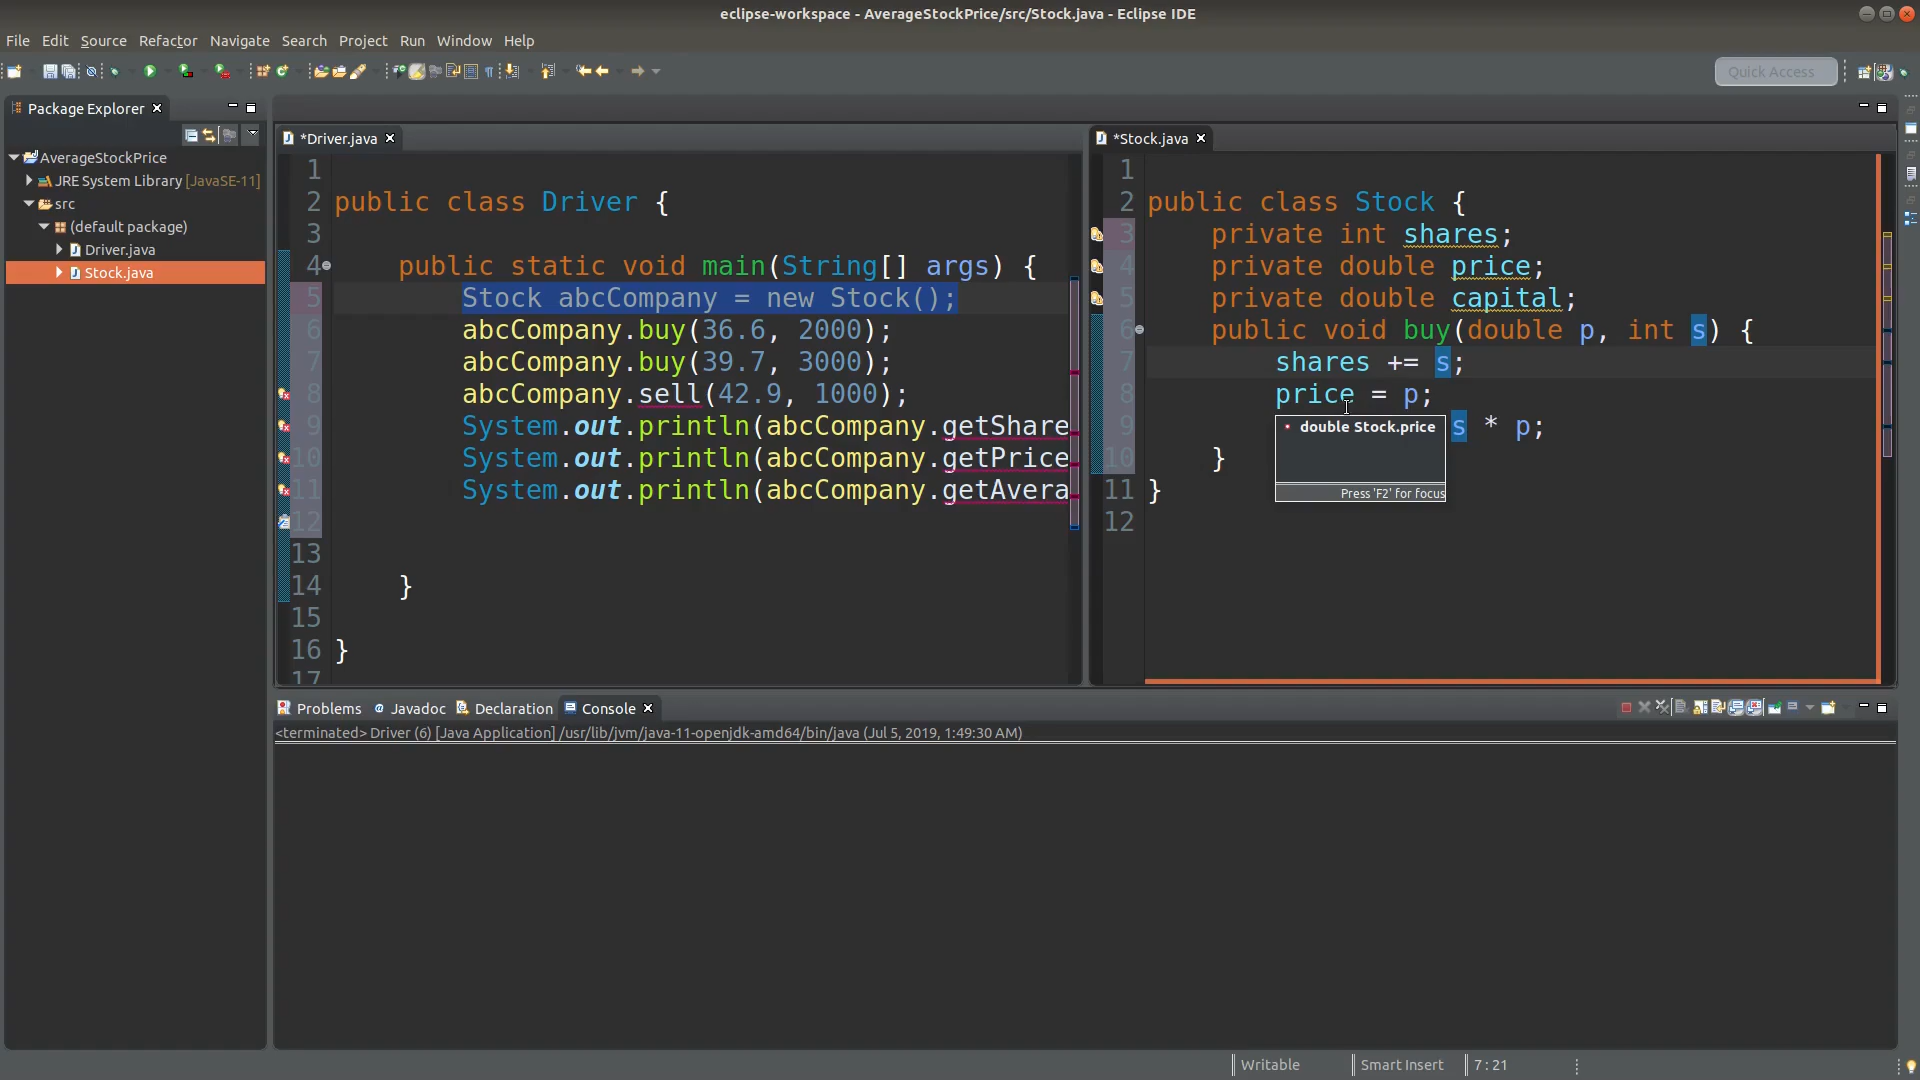 eclipse-workspace - AverageStockPrice/src/Stock.java - Eclipse IDE
File Edit Source Refactor Navigate Search Project Run Window Help
Quick Access
Package Explorer
AverageStockPrice
JRE System Library [JavaSE-11]
src
(default package)
Driver.java
Stock.java
*Driver.java
1
2 public class Driver {
3
4 public static void main(String[] args) {
5 Stock abcCompany = new Stock();
6 abcCompany.buy(36.6, 2000);
7 abcCompany.buy(39.7, 3000);
8 abcCompany.sell(42.9, 1000);
9 System.out.println(abcCompany.getShare
10 System.out.println(abcCompany.getPrice
11 System.out.println(abcCompany.getAvera
12
13
14 }
15
16 }
17
*Stock.java
1
2 public class Stock {
3 private int shares;
4 private double price;
5 private double capital;
6 public void buy(double p, int s) {
7 shares += s;
8 price = p;
9 s * p;
10 }
11 }
12
double Stock.price
Press 'F2' for focus
Problems Javadoc Declaration Console
<terminated> Driver (6) [Java Application] /usr/lib/jvm/java-11-openjdk-amd64/bin/java (Jul 5, 2019, 1:49:30 AM)
Writable Smart Insert 7 : 21